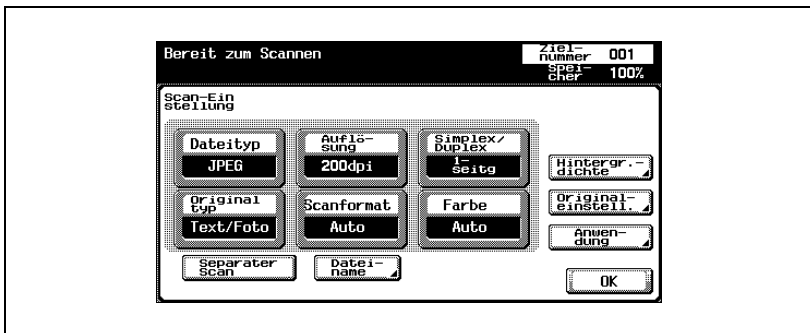 Bereit zum Scannen
Ziel-
nummer 001
Spei-
cher 100%
Scan-Ein
stellung
Dateityp
JPEG
Auflö-
sung
200dpi
Simplex/
Duplex
1-
seitg
Hintergr.-
dichte
Original
typ
Text/Foto
Scanformat
Auto
Farbe
Auto
Original-
einstell.
Anwen-
dung
Separater
Scan
Datei-
name
OK